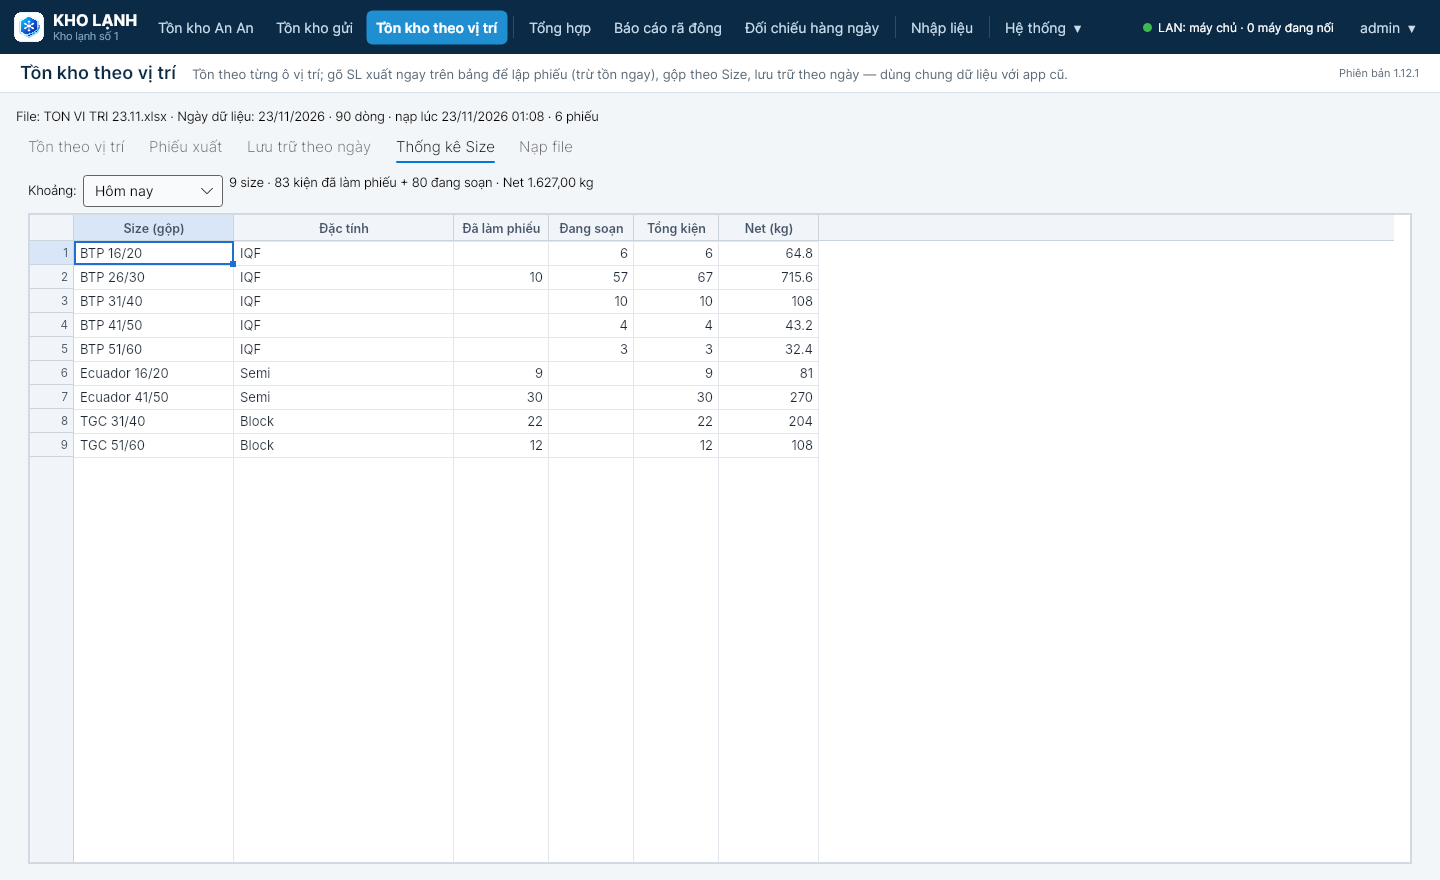 KHO LẠNH
Kho lạnh số 1
Tồn kho An An
Tồn kho gửi
Tồn kho theo vị trí
Tổng hợp
Báo cáo rã đông
Đối chiếu hàng ngày
Nhập liệu
Hệ thống ▾
LAN: máy chủ · 0 máy đang nối
admin ▾
Tồn kho theo vị trí
Tồn theo từng ô vị trí; gõ SL xuất ngay trên bảng để lập phiếu (trừ tồn ngay), gộp theo Size, lưu trữ theo ngày — dùng chung dữ liệu với app cũ.
Phiên bản 1.12.1
File: TON VI TRI 23.11.xlsx · Ngày dữ liệu: 23/11/2026 · 90 dòng · nạp lúc 23/11/2026 01:08 · 6 phiếu
Tồn theo vị trí
Phiếu xuất
Lưu trữ theo ngày
Thống kê Size
Nạp file
Khoảng: Hôm nay
9 size · 83 kiện đã làm phiếu + 80 đang soạn · Net 1.627,00 kg
Size (gộp) Đặc tính Đã làm phiếu Đang soạn Tổng kiện Net (kg)
1 BTP 16/20 IQF 6 6 64.8
2 BTP 26/30 IQF 10 57 67 715.6
3 BTP 31/40 IQF 10 10 108
4 BTP 41/50 IQF 4 4 43.2
5 BTP 51/60 IQF 3 3 32.4
6 Ecuador 16/20 Semi 9 9 81
7 Ecuador 41/50 Semi 30 30 270
8 TGC 31/40 Block 22 22 204
9 TGC 51/60 Block 12 12 108